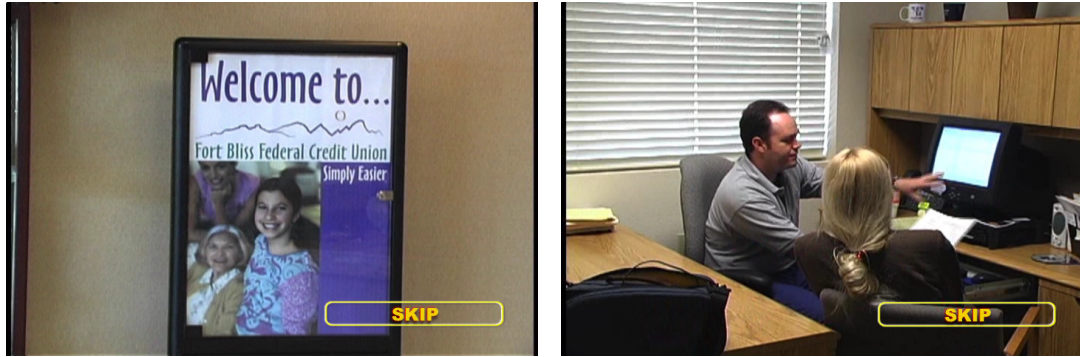 Welcome to...
Fort Bliss Federal Credit Union
Simply Easier
SKIP
SKIP